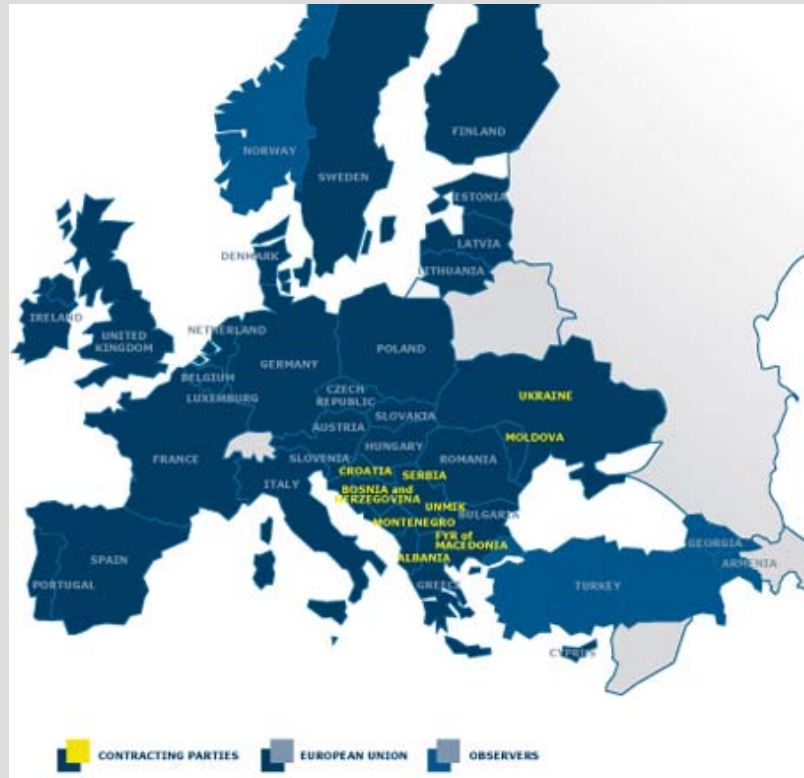 FINLAND
NORWAY
SWEDEN
ESTONIA
LATVIA
DENMARK
LITHUANIA
IRELAND
UNITED
KINGDOM
NETHERLAND
POLAND
GERMANY
BELGIUM
CZECH
REPUBLIC
LUXEMBURG
UKRAINE
SLOVAKIA
AUSTRIA
MOLDOVA
HUNGARY
FRANCE
SLOVENIA
ROMANIA
CROATIA
SERBIA
ITALY
BOSNIA and
HERZEGOVINA
UNMIK
BULGARIA
MONTENEGRO
FYR of
MACEDONIA
GEORGIA
SPAIN
ALBANIA
ARMENIA
PORTUGAL
GREECE
TURKEY
CYPRUS
CONTRACTING PARTIES
EUROPEAN UNION
OBSERVERS